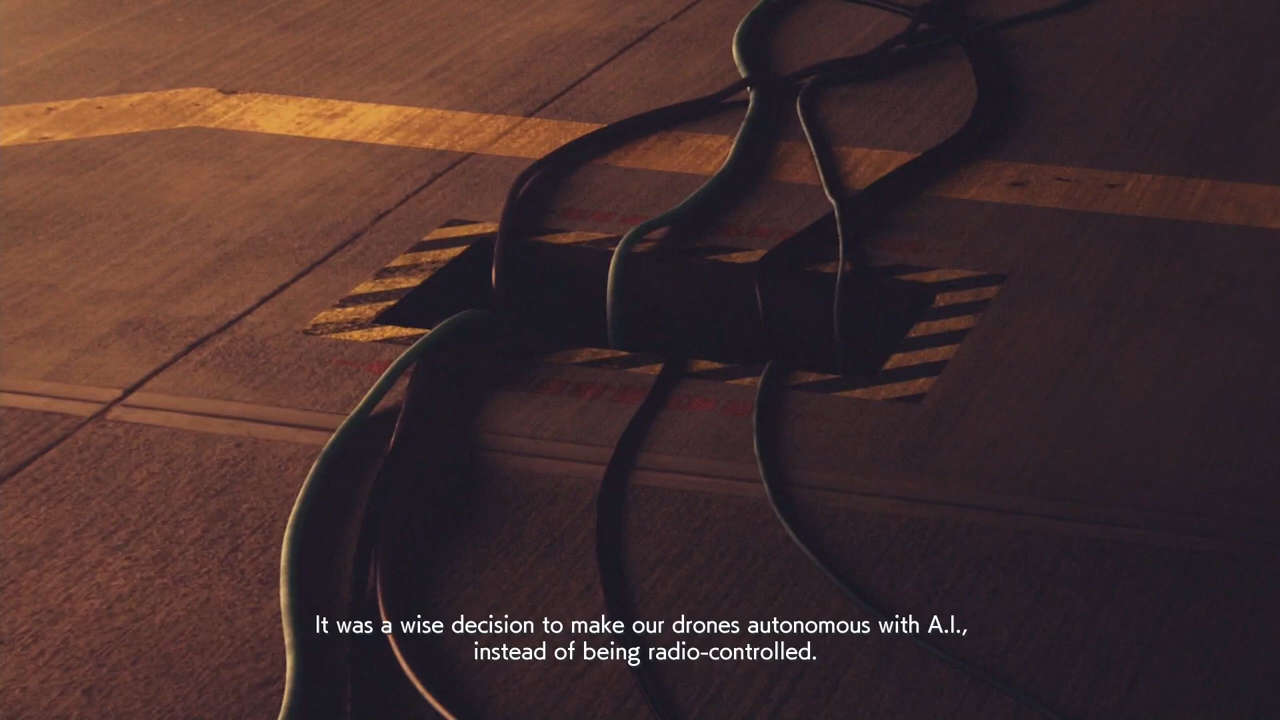 It was a wise decision to make our drones autonomous with A.I.,
instead of being radio-controlled.